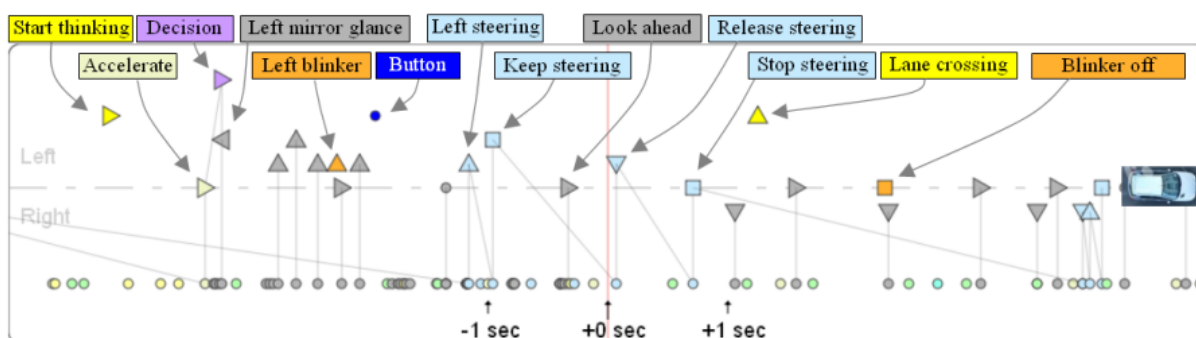 Start thinking
Decision
Left mirror glance
Left steering
Look ahead
Release steering
Accelerate
Left blinker
Button
Keep steering
Stop steering
Lane crossing
Blinker off
Left
Right
-1 sec
+0 sec
+1 sec